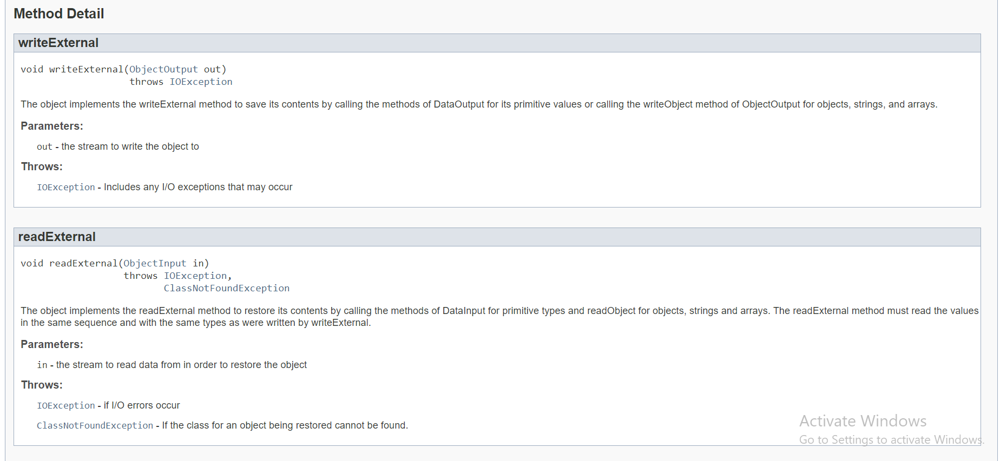 Method Detail
writeExternal
void writeExternal(ObjectOutput out)
throws IOException
The object implements the writeExternal method to save its contents by calling the methods of DataOutput for its primitive values or calling the writeObject method of ObjectOutput for objects, strings, and arrays.
Parameters:
out - the stream to write the object to
Throws:
IOException - Includes any I/O exceptions that may occur
readExternal
void readExternal(ObjectInput in)
throws IOException,
ClassNotFoundException
The object implements the readExternal method to restore its contents by calling the methods of DataInput for primitive types and readObject for objects, strings and arrays. The readExternal method must read the values
in the same sequence and with the same types as were written by writeExternal.
Parameters:
in - the stream to read data from in order to restore the object
Throws:
IOException - if I/O errors occur
ClassNotFoundException - If the class for an object being restored cannot be found.
Activate Windows
Go to Settings to activate Windows.